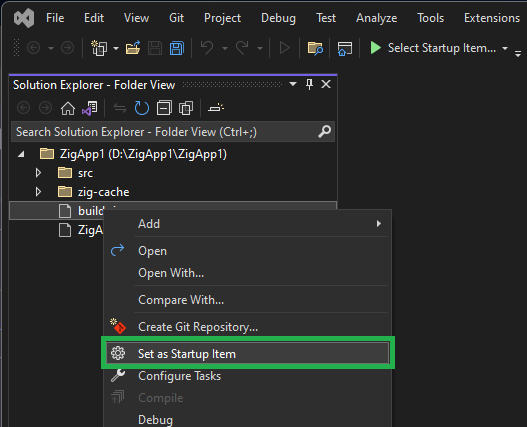 File Edit View Git Project Debug Test Analyze Tools Extensions
Select Startup Item...
Solution Explorer - Folder View
Search Solution Explorer - Folder View (Ctrl+;)
ZigApp1 (D:\ZigApp1\ZigApp1)
src
zig-cache
build
ZigA
Add
Open
Open With...
Compare With...
Create Git Repository...
Set as Startup Item
Configure Tasks
Compile
Debug